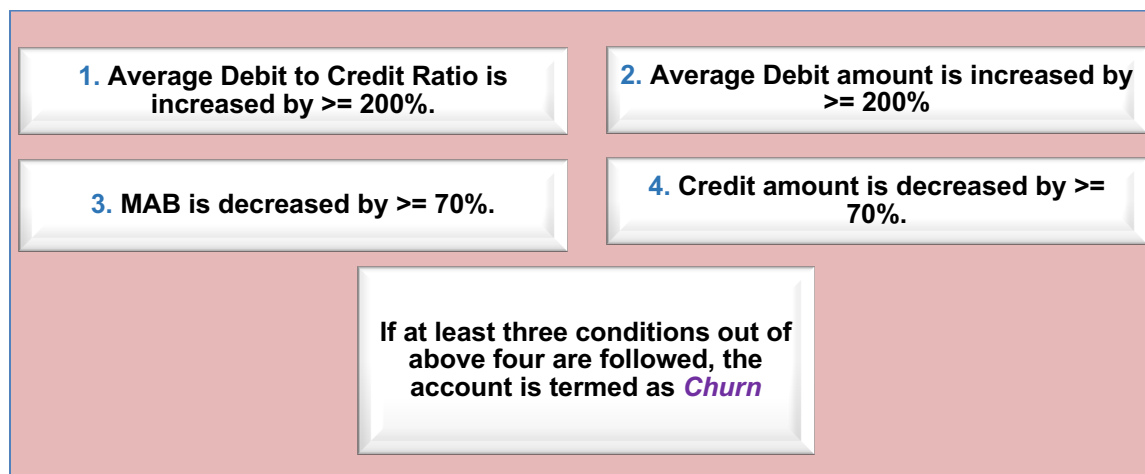 1. Average Debit to Credit Ratio is
increased by >= 200%.
2. Average Debit amount is increased by
>= 200%
3. MAB is decreased by >= 70%.
4. Credit amount is decreased by >=
70%.
If at least three conditions out of
above four are followed, the
account is termed as Churn